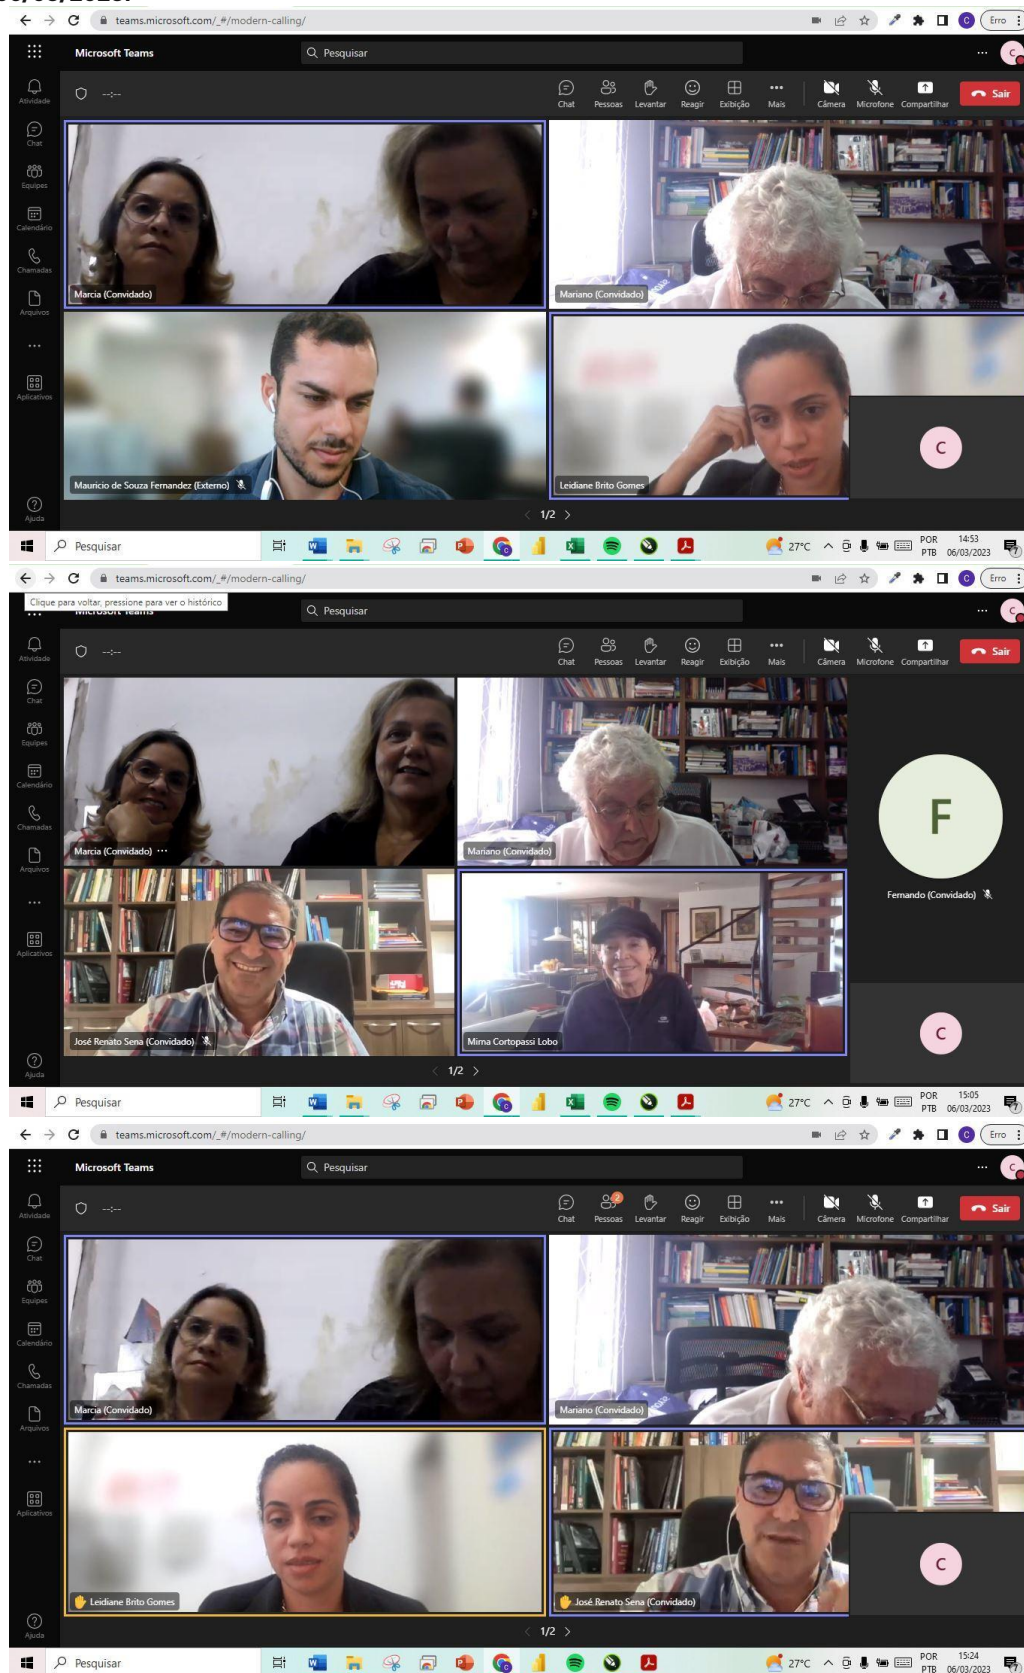 teams.microsoft.com/_#/modern-calling/
Erro
Microsoft Teams
Pesquisar
C
Atividade
--:--
Chat
Pessoas
Levantar
Reagir
Exibição
Mais
Câmera
Microfone
Compartilhar
Sair
Chat
Equipes
Calendário
Chamadas
Arquivos
Aplicativos
Ajuda
Marcia (Convidado)
Mariano (Convidado)
Mauricio de Souza Fernandez (Externo)
Leidiane Brito Gomes
C
1/2
Pesquisar
27°C
POR
PTB
14:53
06/03/2023
teams.microsoft.com/_#/modern-calling/
Erro
Clique para voltar, pressione para ver o histórico
Microsoft Teams
Pesquisar
C
Atividade
--:--
Chat
Pessoas
Levantar
Reagir
Exibição
Mais
Câmera
Microfone
Compartilhar
Sair
Chat
Equipes
Calendário
Chamadas
Arquivos
Aplicativos
Ajuda
Marcia (Convidado)
Mariano (Convidado)
F
Fernando (Convidado)
José Renato Sena (Convidado)
Mirna Cortopassi Lobo
C
1/2
Pesquisar
27°C
POR
PTB
15:05
06/03/2023
teams.microsoft.com/_#/modern-calling/
Erro
Microsoft Teams
Pesquisar
C
Atividade
--:--
Chat
2
Pessoas
Levantar
Reagir
Exibição
Mais
Câmera
Microfone
Compartilhar
Sair
Chat
Equipes
Calendário
Chamadas
Arquivos
Aplicativos
Ajuda
Marcia (Convidado)
Mariano (Convidado)
Leidiane Brito Gomes
José Renato Sena (Convidado)
C
1/2
Pesquisar
27°C
POR
PTB
15:24
06/03/2023